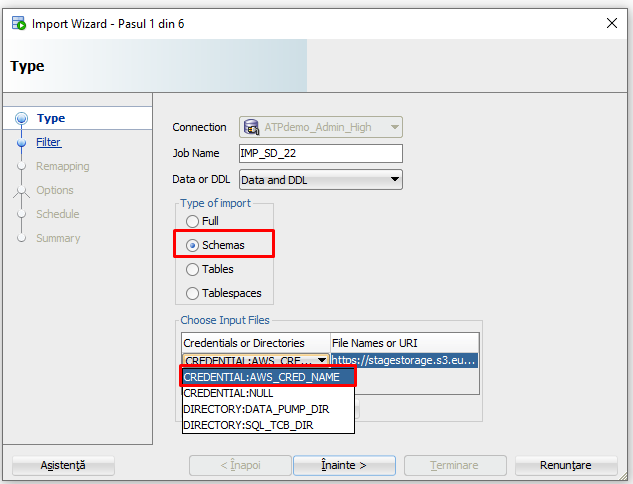 Import Wizard - Pasul 1 din 6
Type
Type
Filter
Remapping
Options
Schedule
Summary
Connection
ATPdemo_Admin_High
Job Name
IMP_SD_22
Data or DDL
Data and DDL
Type of import
Full
Schemas
Tables
Tablespaces
Choose Input Files
Credentials or Directories
File Names or URI
CREDENTIAL:AWS_CRE...
https://stagestorage.s3.eu...
CREDENTIAL:AWS_CRED_NAME
CREDENTIAL:NULL
DIRECTORY:DATA_PUMP_DIR
DIRECTORY:SQL_TCB_DIR
Asistență
< Înapoi
Înainte >
Terminare
Renunțare